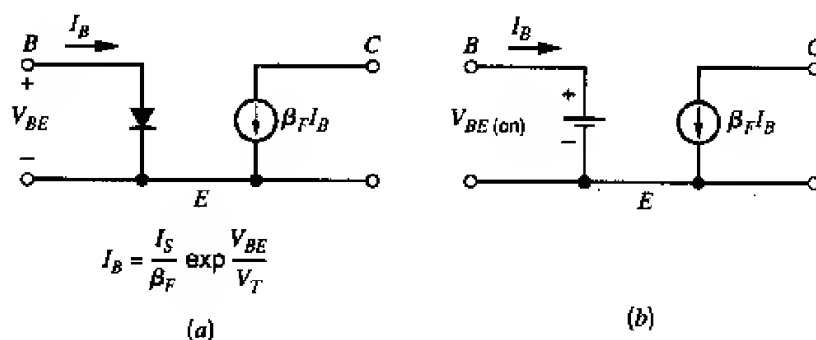 I_B
B
+
V_BE
−
E
C
β_F I_B
I_B = I_S / β_F exp V_BE / V_T
(a)
I_B
B
+
V_BE (on)
−
E
C
β_F I_B
(b)